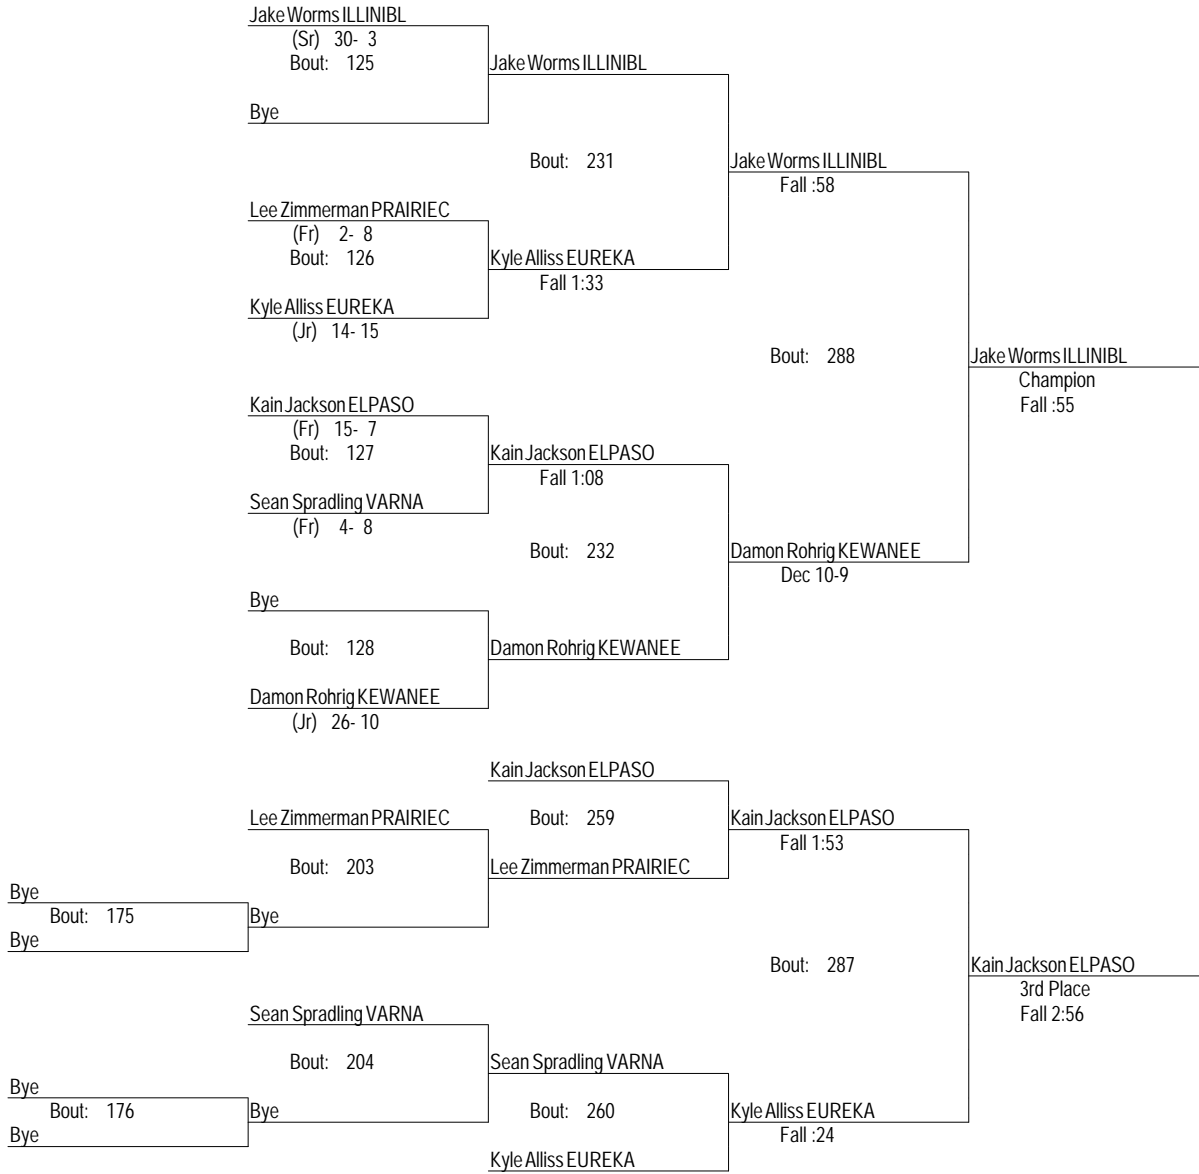 Jake Worms ILLINIBL
(Sr) 30- 3
Bout: 125
Jake Worms ILLINIBL
Bye
Bout: 231
Jake Worms ILLINIBL
Fall :58
Lee Zimmerman PRAIRIEC
(Fr) 2- 8
Bout: 126
Kyle Alliss EUREKA
Fall 1:33
Kyle Alliss EUREKA
(Jr) 14- 15
Bout: 288
Jake Worms ILLINIBL
Champion
Fall :55
Kain Jackson ELPASO
(Fr) 15- 7
Bout: 127
Kain Jackson ELPASO
Fall 1:08
Sean Spradling VARNA
(Fr) 4- 8
Bout: 232
Damon Rohrig KEWANEE
Dec 10-9
Bye
Bout: 128
Damon Rohrig KEWANEE
Damon Rohrig KEWANEE
(Jr) 26- 10
Kain Jackson ELPASO
Lee Zimmerman PRAIRIEC
Bout: 259
Kain Jackson ELPASO
Fall 1:53
Bout: 203
Lee Zimmerman PRAIRIEC
Bye
Bout: 175
Bye
Bye
Bout: 287
Kain Jackson ELPASO
3rd Place
Fall 2:56
Sean Spradling VARNA
Bout: 204
Sean Spradling VARNA
Bye
Bout: 176
Bye
Bye
Bout: 260
Kyle Alliss EUREKA
Fall :24
Kyle Alliss EUREKA